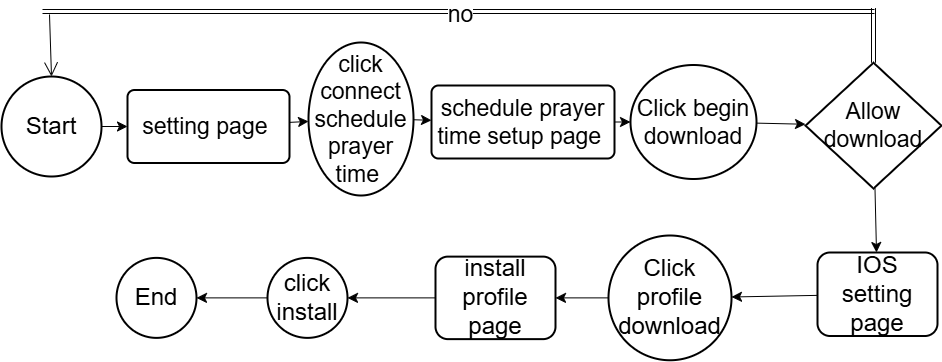 no
Start
setting page
click
connect
schedule
prayer
time
schedule prayer
time setup page
Click begin
download
Allow
download
IOS
setting
page
Click
profile
download
install
profile
page
click
install
End